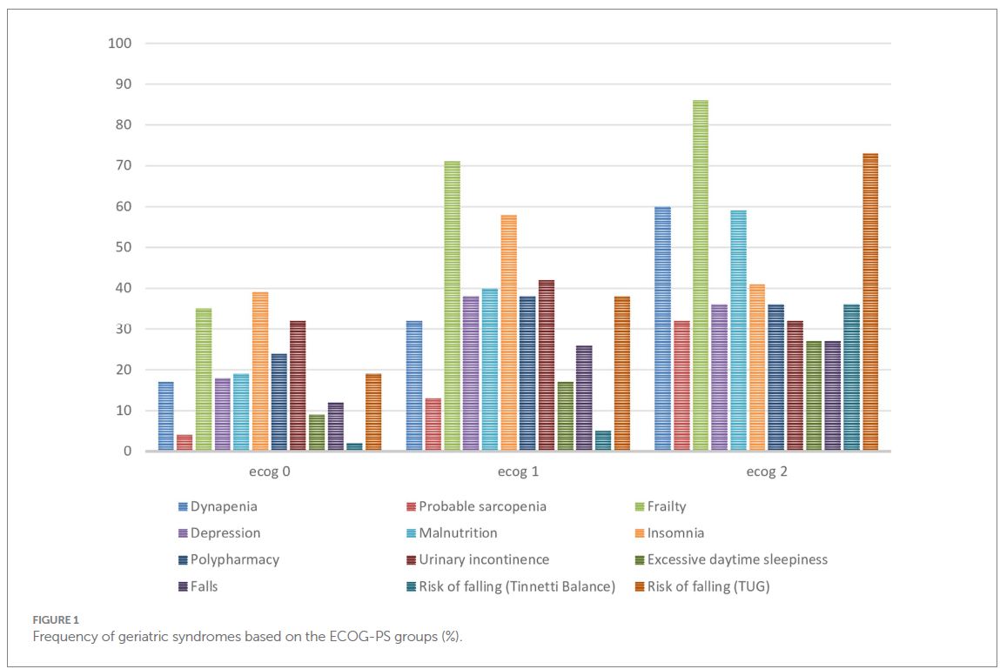 100
90
80
70
60
50
40
30
20
10
0
ecog 0 ecog 1 ecog 2
Dynapenia Probable sarcopenia Frailty
Depression Malnutrition Insomnia
Polypharmacy Urinary incontinence Excessive daytime sleepiness
Falls Risk of falling (Tinnetti Balance) Risk of falling (TUG)
FIGURE 1
Frequency of geriatric syndromes based on the ECOG-PS groups (%).